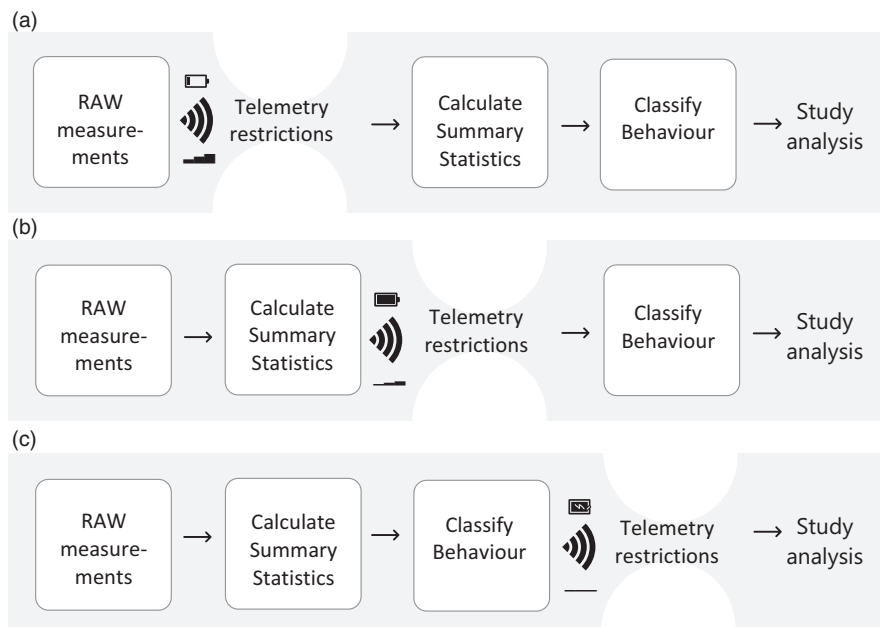 (a)
RAW
measure-
ments
Telemetry
restrictions
Calculate
Summary
Statistics
Classify
Behaviour
Study
analysis
(b)
RAW
measure-
ments
Calculate
Summary
Statistics
Telemetry
restrictions
Classify
Behaviour
Study
analysis
(c)
RAW
measure-
ments
Calculate
Summary
Statistics
Classify
Behaviour
Telemetry
restrictions
Study
analysis